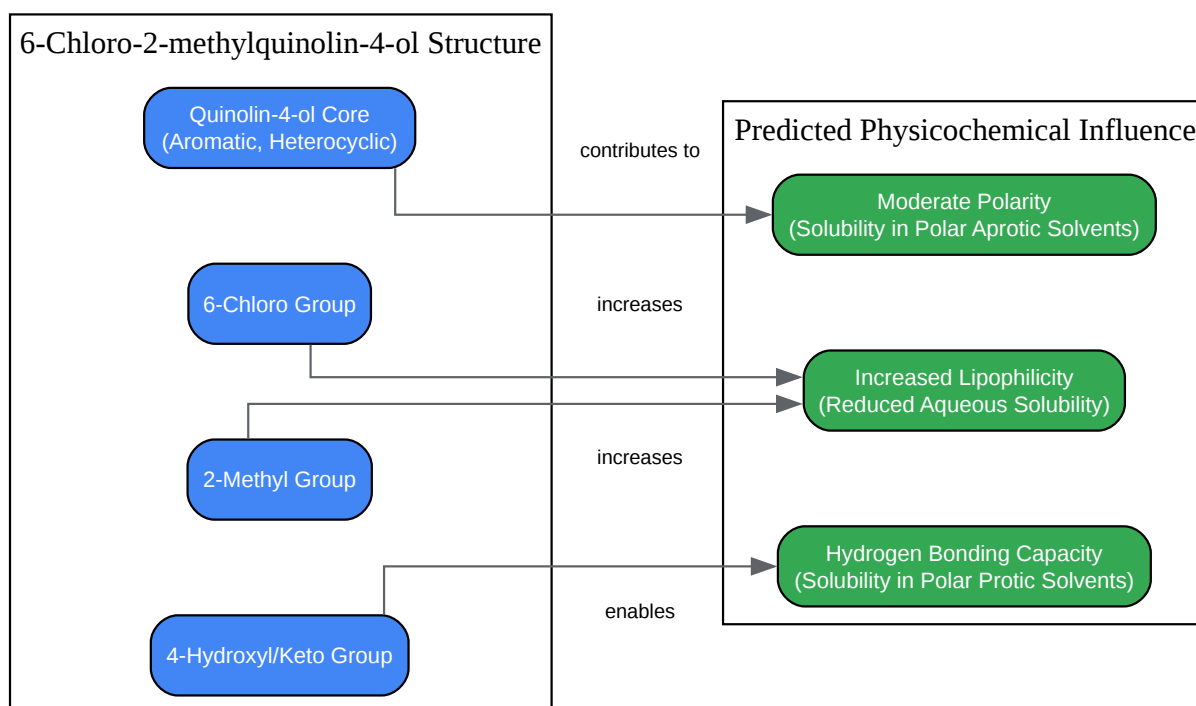 6-Chloro-2-methylquinolin-4-ol Structure
Quinolin-4-ol Core
(Aromatic, Heterocyclic)
6-Chloro Group
2-Methyl Group
4-Hydroxyl/Keto Group
contributes to
increases
increases
enables
Predicted Physicochemical Influence
Moderate Polarity
(Solubility in Polar Aprotic Solvents)
Increased Lipophilicity
(Reduced Aqueous Solubility)
Hydrogen Bonding Capacity
(Solubility in Polar Protic Solvents)